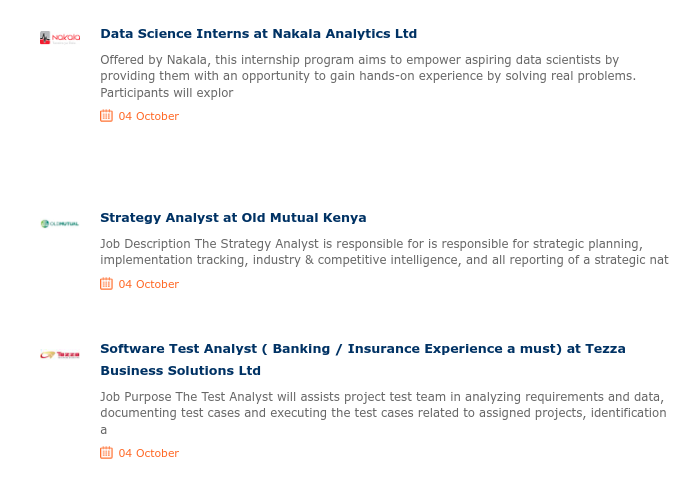 Nakala
Data Science Interns at Nakala Analytics Ltd
Offered by Nakala, this internship program aims to empower aspiring data scientists by
providing them with an opportunity to gain hands-on experience by solving real problems.
Participants will explor
04 October
OLDMUTUAL
Strategy Analyst at Old Mutual Kenya
Job Description The Strategy Analyst is responsible for is responsible for strategic planning,
implementation tracking, industry & competitive intelligence, and all reporting of a strategic nat
04 October
Tezza
Software Test Analyst ( Banking / Insurance Experience a must) at Tezza
Business Solutions Ltd
Job Purpose The Test Analyst will assists project test team in analyzing requirements and data,
documenting test cases and executing the test cases related to assigned projects, identification
a
04 October